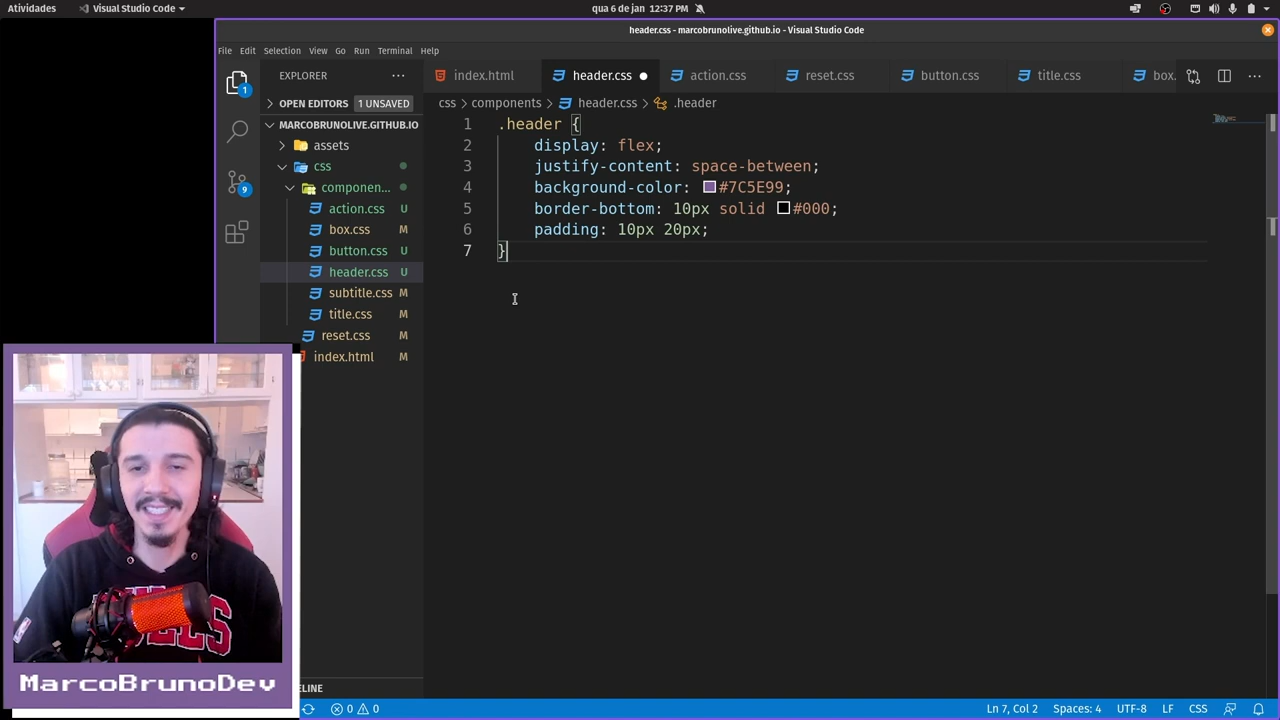 Atividades
Visual Studio Code
qua 6 de jan 12:37 PM
header.css - marcobrunolive.github.io - Visual Studio Code
File Edit Selection View Go Run Terminal Help
EXPLORER ···
index.html
header.css
action.css
reset.css
button.css
title.css
box.
···
OPEN EDITORS 1 UNSAVED
css > components > header.css > .header
MARCOBRUNOLIVE.GITHUB.IO
assets
css
componen...
action.css U
box.css M
button.css U
header.css U
subtitle.css M
title.css M
reset.css M
index.html M
1
9
1 .header {
2 display: flex;
3 justify-content: space-between;
4 background-color: #7C5E99;
5 border-bottom: 10px solid #000;
6 padding: 10px 20px;
7 }
MarcoBrunoDev
LINE
0 0
Ln 7, Col 2 Spaces: 4 UTF-8 LF CSS